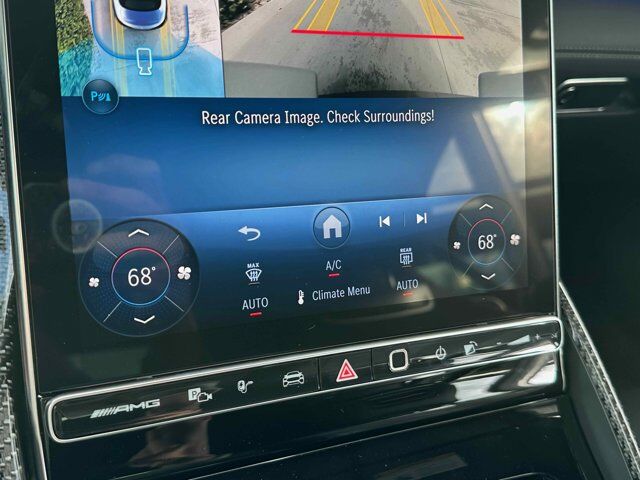 P
Rear Camera Image. Check Surroundings!
MAX
A/C
REAR
68°
68°
AUTO
Climate Menu
AUTO
AMG
P